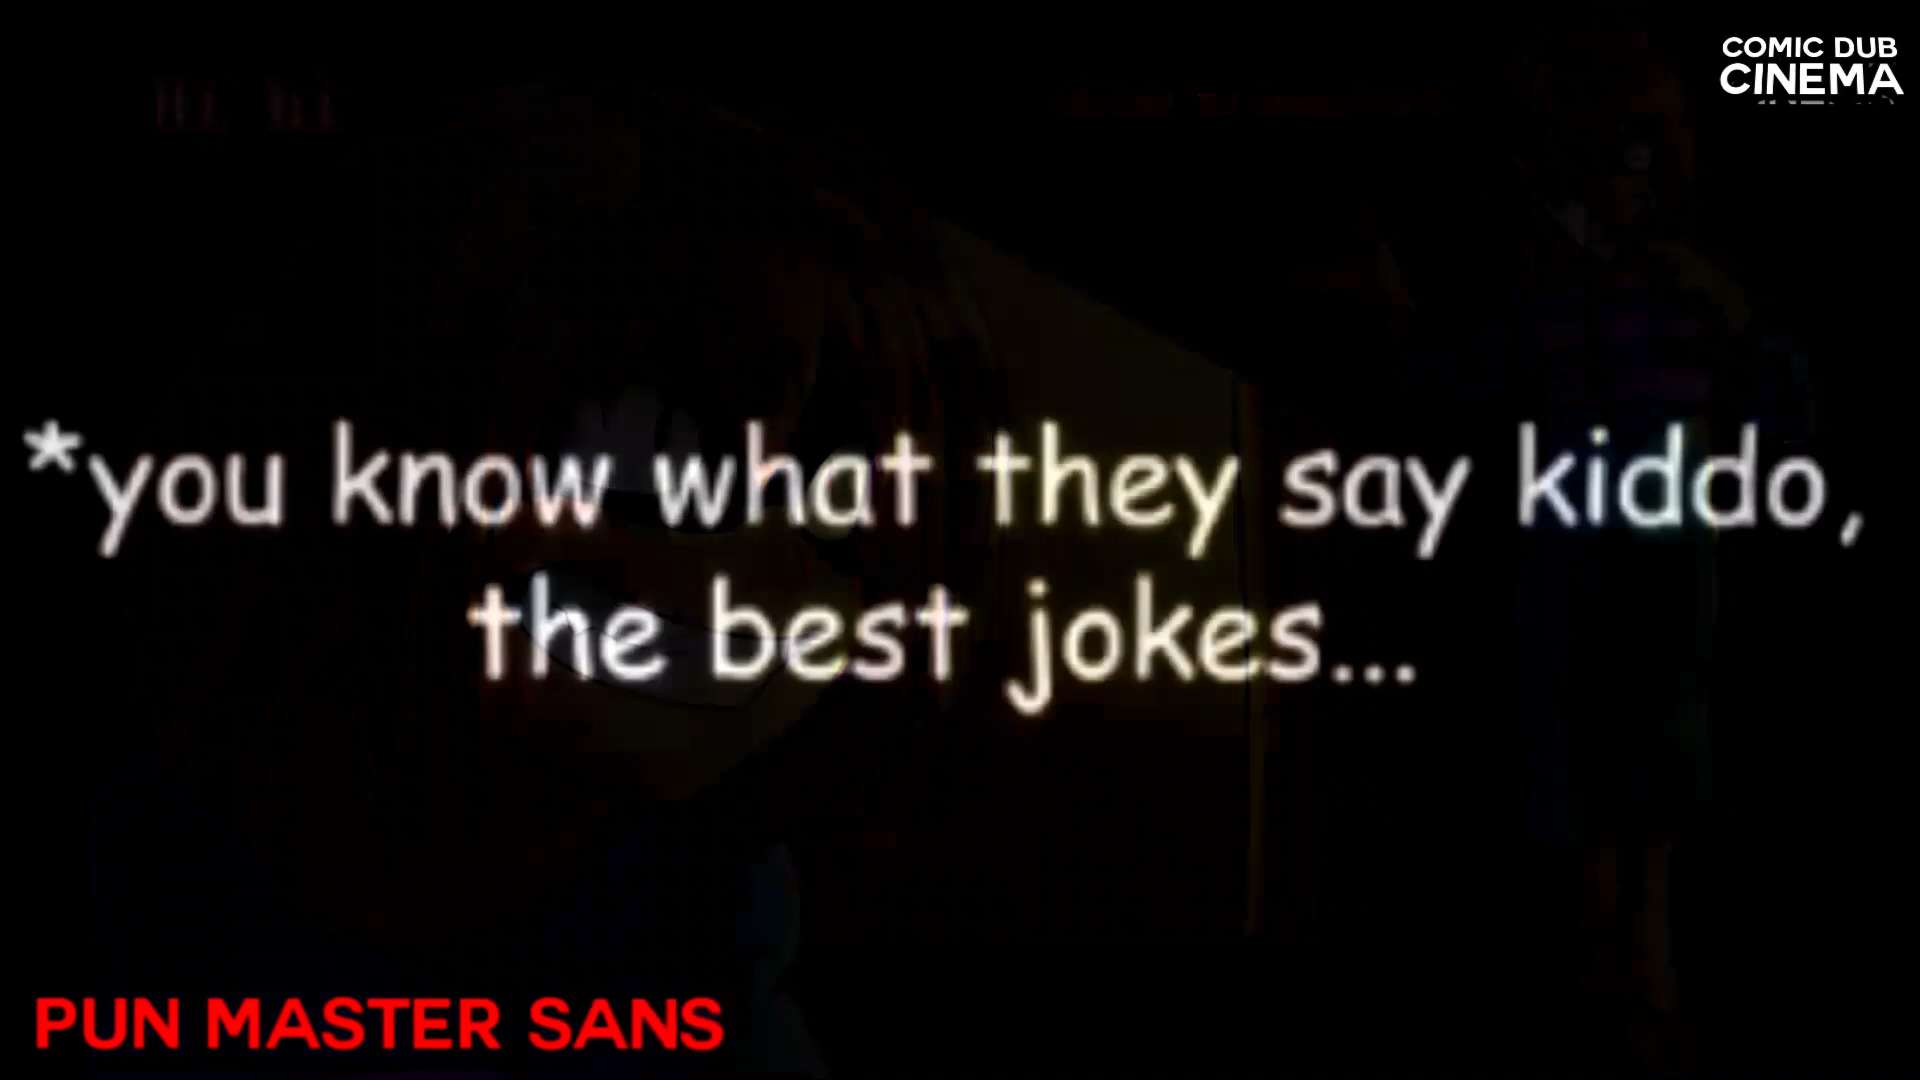 COMIC DUB
CINEMA
*you know what they say kiddo,
the best jokes...
PUN MASTER SANS